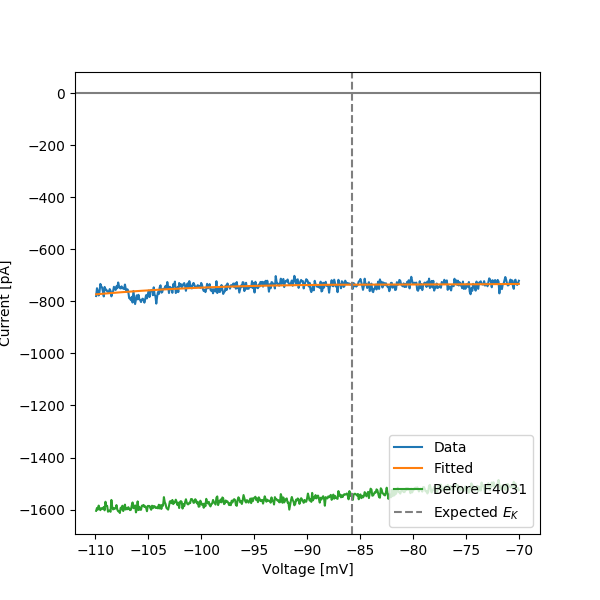 0
−200
−400
−600
−800
−1000
−1200
−1400
−1600
Current [pA]
−110 −105 −100 −95 −90 −85 −80 −75 −70
Voltage [mV]
Data
Fitted
Before E4031
Expected E_K